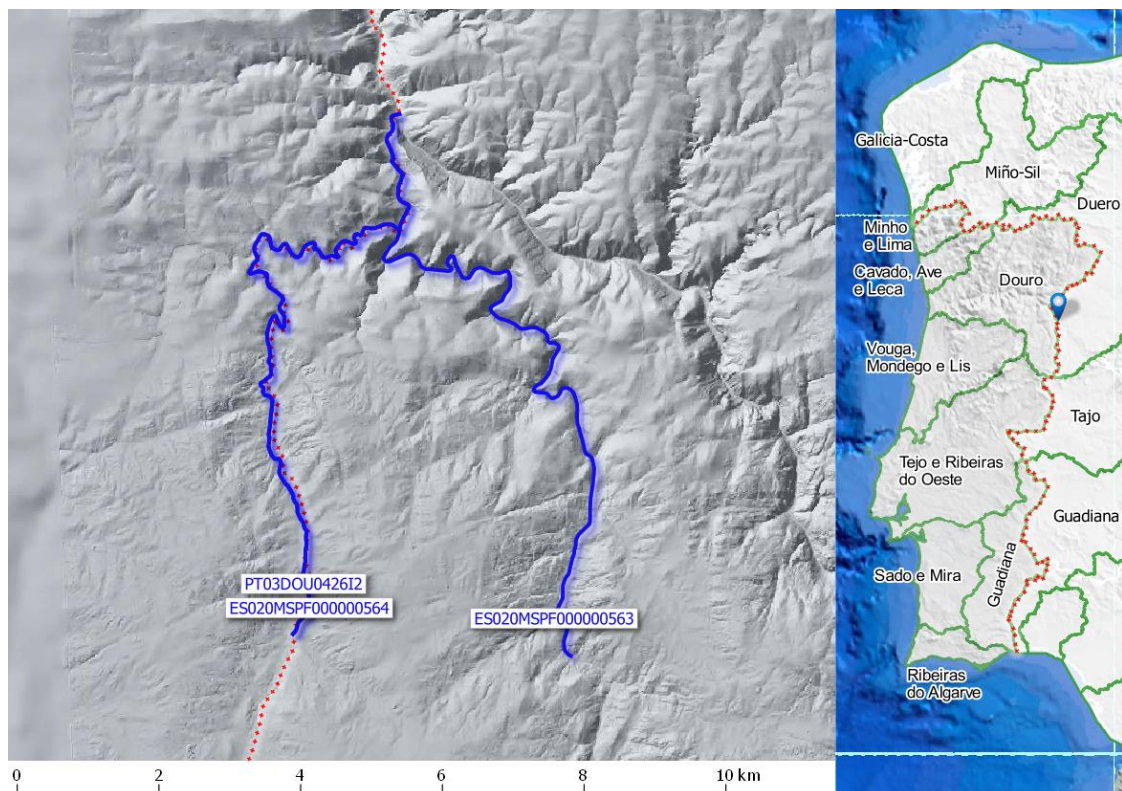 PT03DOU0426I2
ES020MSPF000000564
ES020MSPF000000563
0
2
4
6
8
10 km
Galicia-Costa
Miño-Sil
Duero
Minho
e Lima
Cavado, Ave
e Leca
Douro
Vouga,
Mondego e Lis
Tajo
Tejo e Ribeiras
do Oeste
Guadiana
Sado e Mira
Guadiana
Ribeiras
do Algarve